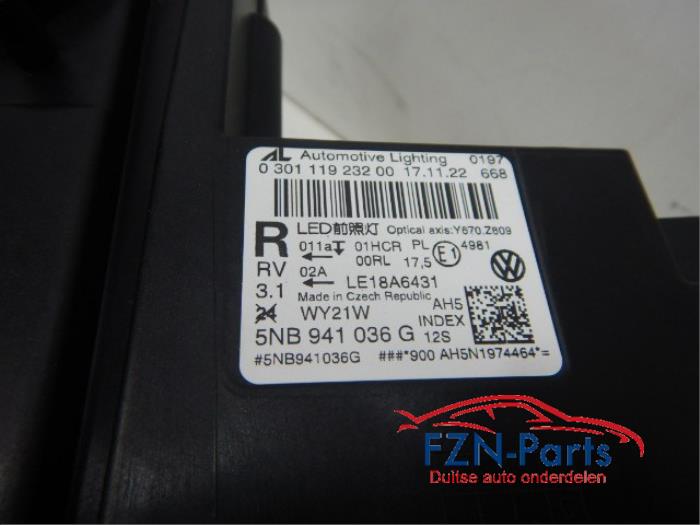 AL Automotive Lighting 0197
0 301 119 232 00 17.11.22 668
R LED前照灯 Optical axis:Y670.Z609
011a 01HCR PL E1 4981
RV 00RL 17,5
02A LE18A6431
3.1 Made in Czech Republic AH5
WY21W INDEX
5NB 941 036 G 12S
#5NB941036G ###*900 AH5N1974464*=
FZN-Parts
Duitse auto onderdelen